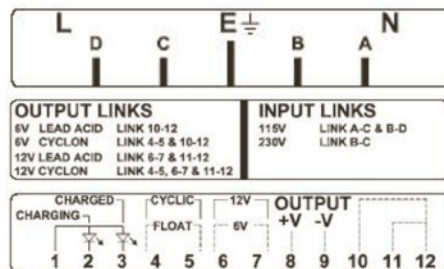 L E N
D C B A
OUTPUT LINKS
6V LEAD ACID LINK 10-12
6V CYCLON LINK 4-5 & 10-12
12V LEAD ACID LINK 6-7 & 11-12
12V CYCLON LINK 4-5, 6-7 & 11-12
INPUT LINKS
115V LINK A-C & B-D
230V LINK B-C
CHARGED CYCLIC 12V OUTPUT
CHARGING FLOAT 6V +V -V
1 2 3 4 5 6 7 8 9 10 11 12